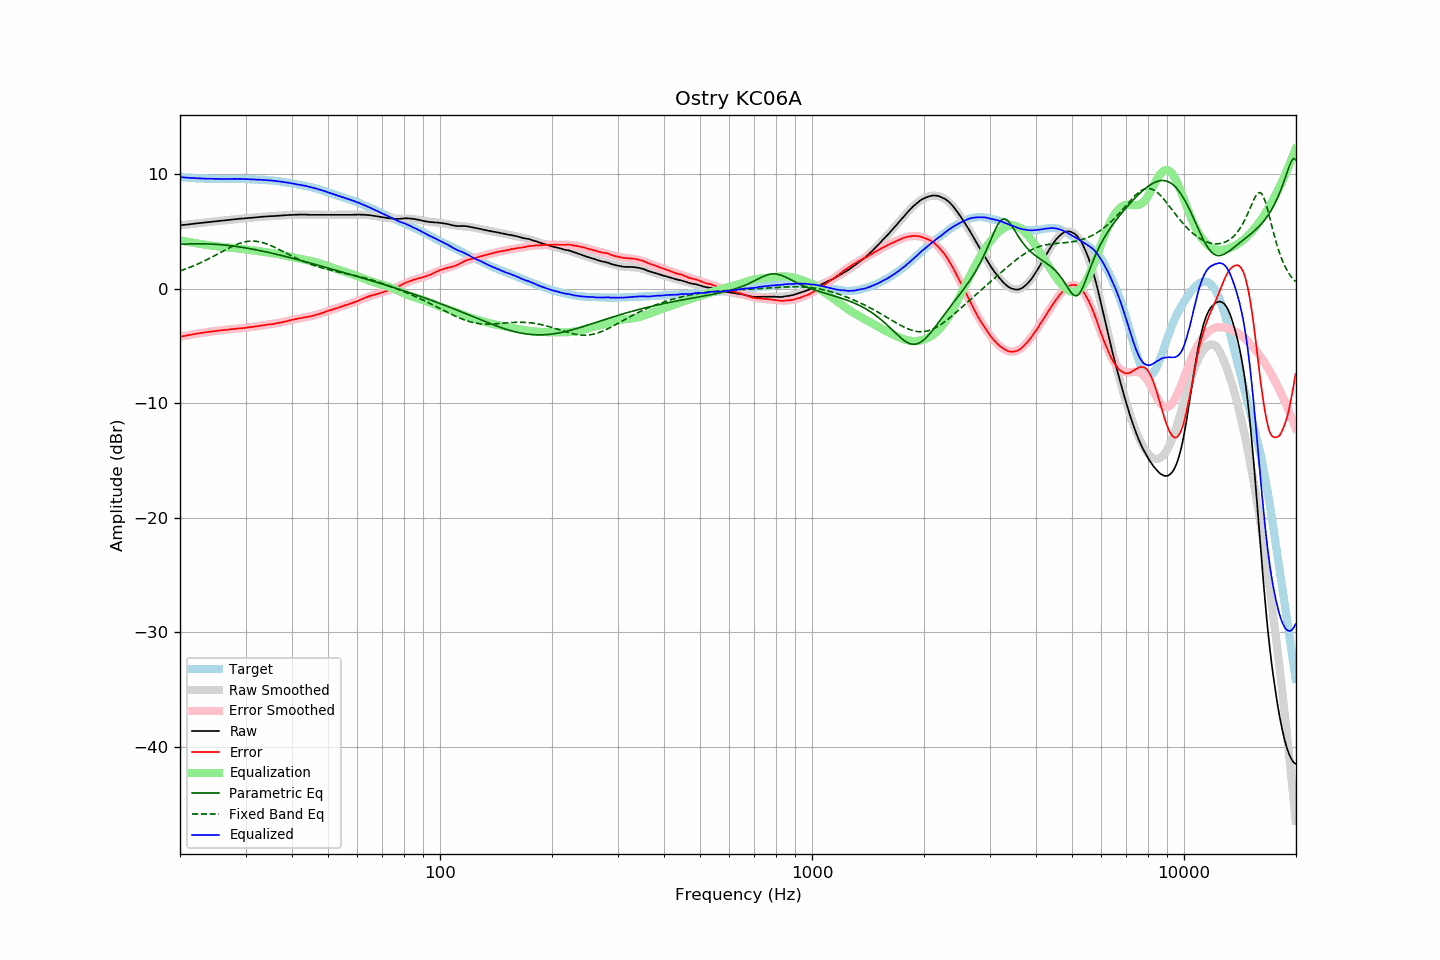 Ostry KC06A
10
0
−10
−20
−30
−40
Amplitude (dBr)
Target
Raw Smoothed
Error Smoothed
Raw
Error
Equalization
Parametric Eq
Fixed Band Eq
Equalized
100
1000
10000
Frequency (Hz)